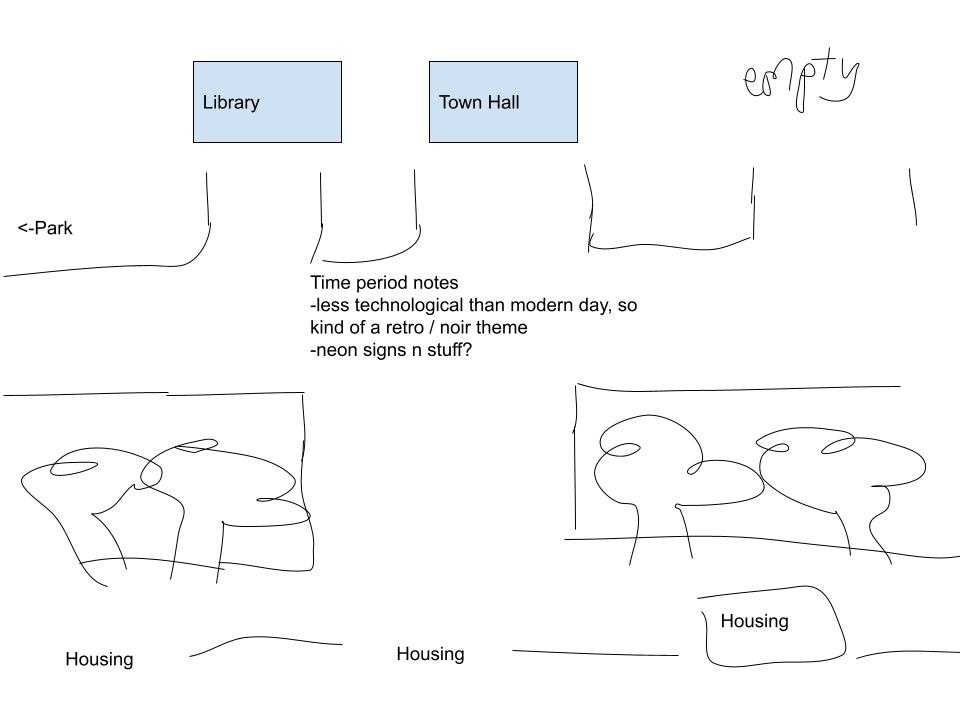 Library
Town Hall
empty
<-Park
Time period notes
-less technological than modern day, so
kind of a retro / noir theme
-neon signs n stuff?
Housing
Housing
Housing